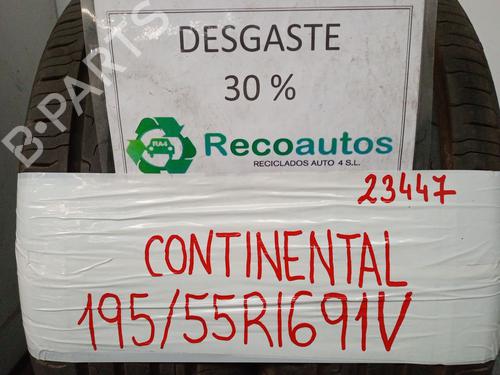 DESGASTE
30 %
RA4
Recoautos
RECICLADOS AUTO 4 S.L.
B-PARTS
23447
CONTINENTAL
195/55R1691V